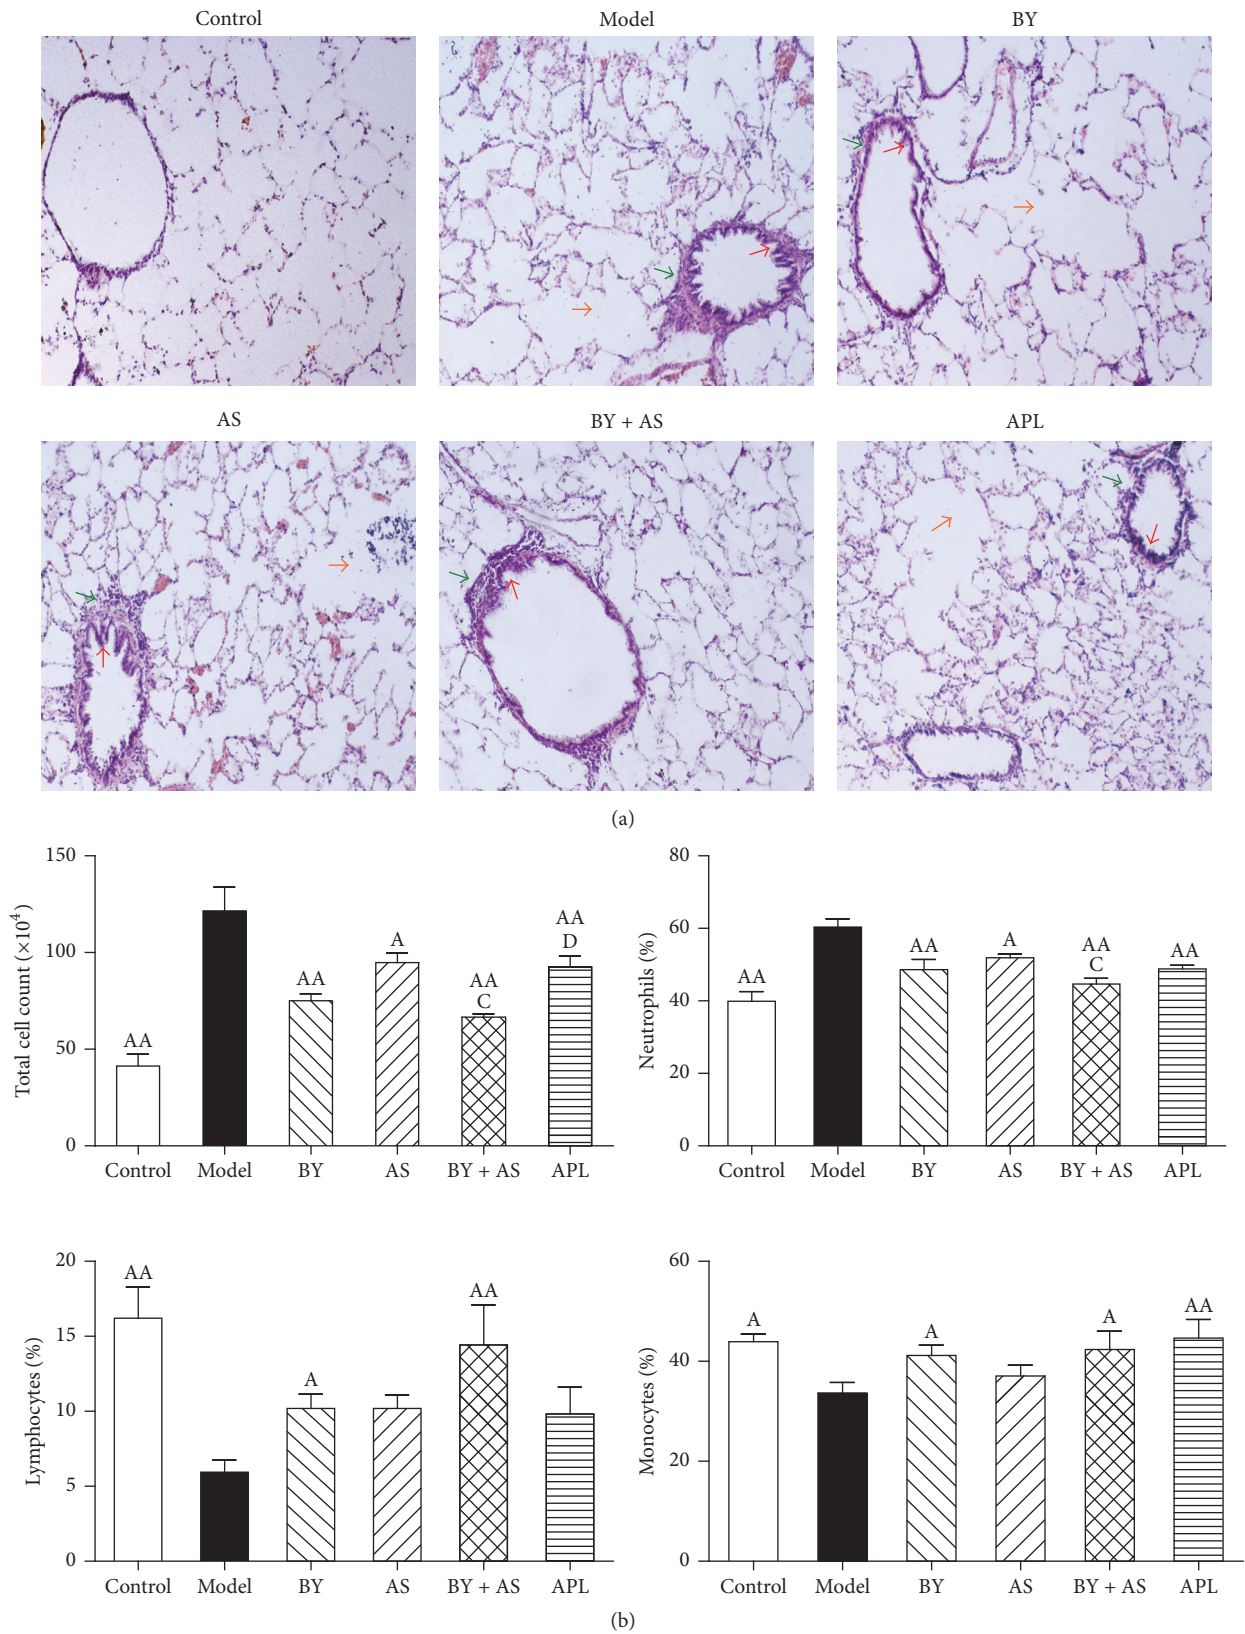 Control Model BY
AS BY + AS APL
(a)
Total cell count (×10⁴)
150
100
50
0
AA
AA
A
AA
C
AA
D
Control Model BY AS BY + AS APL
Neutrophils (%)
80
60
40
20
0
AA
AA
A
AA
C
AA
Control Model BY AS BY + AS APL
Lymphocytes (%)
20
15
10
5
0
AA
A
AA
Control Model BY AS BY + AS APL
Monocytes (%)
60
40
20
0
A
A
A
AA
Control Model BY AS BY + AS APL
(b)